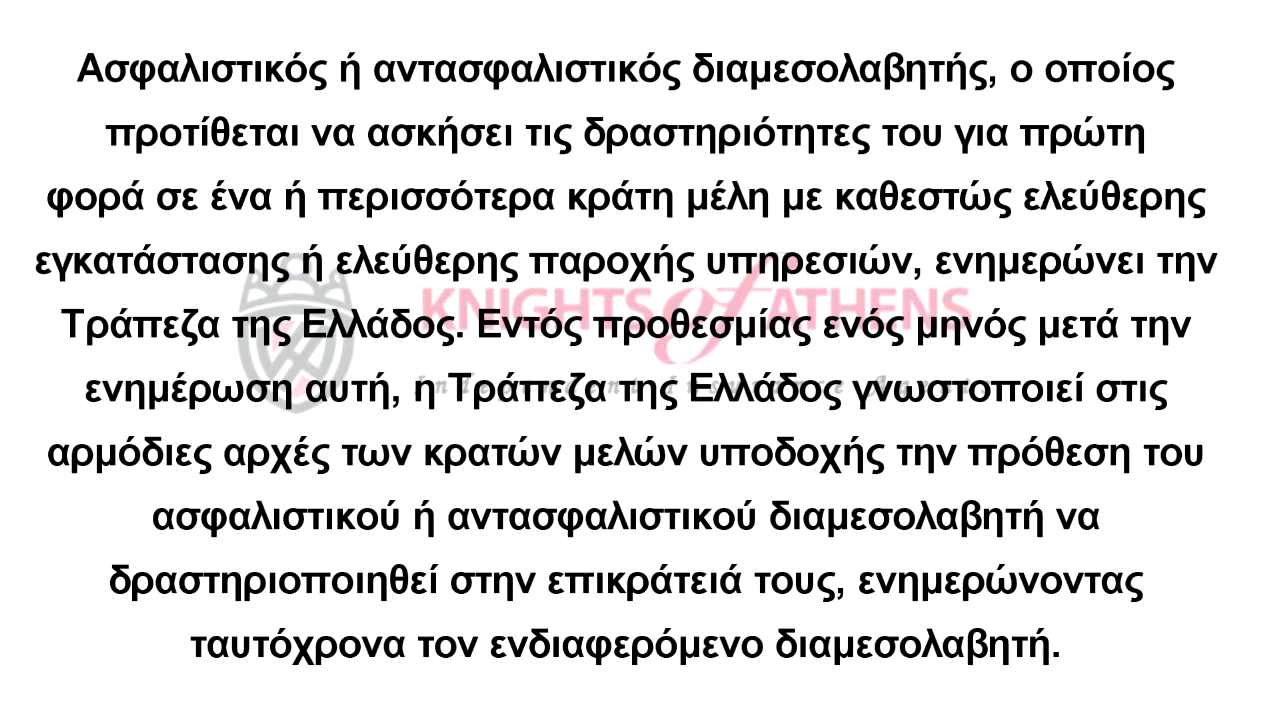 Ασφαλιστικός ή αντασφαλιστικός διαμεσολαβητής, ο οποίος
προτίθεται να ασκήσει τις δραστηριότητες του για πρώτη
φορά σε ένα ή περισσότερα κράτη μέλη με καθεστώς ελεύθερης
εγκατάστασης ή ελεύθερης παροχής υπηρεσιών, ενημερώνει την
KNIGHTS of ATHENS
Τράπεζα της Ελλάδος. Εντός προθεσμίας ενός μηνός μετά την
ενημέρωση αυτή, η Τράπεζα της Ελλάδος γνωστοποιεί στις
αρμόδιες αρχές των κρατών μελών υποδοχής την πρόθεση του
ασφαλιστικού ή αντασφαλιστικού διαμεσολαβητή να
δραστηριοποιηθεί στην επικράτειά τους, ενημερώνοντας
ταυτόχρονα τον ενδιαφερόμενο διαμεσολαβητή.